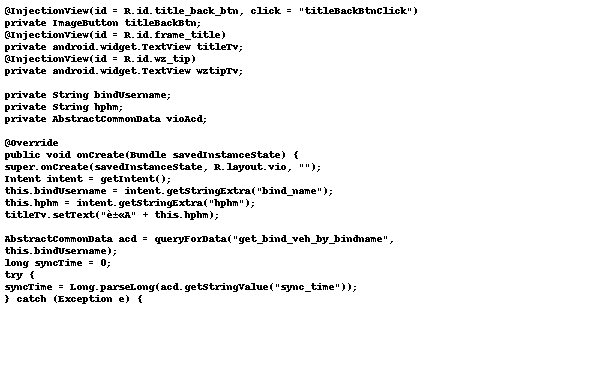 @InjectionView(id = R.id.title_back_btn, click = "titleBackBtnClick")
private ImageButton titleBackBtn;
@InjectionView(id = R.id.frame_title)
private android.widget.TextView titleTv;
@InjectionView(id = R.id.wz_tip)
private android.widget.TextView wztipTv;

private String bindUsername;
private String hphm;
private AbstractCommonData vioAcd;

@Override
public void onCreate(Bundle savedInstanceState) {
super.onCreate(savedInstanceState, R.layout.vio, "");
Intent intent = getIntent();
this.bindUsername = intent.getStringExtra("bind_name");
this.hphm = intent.getStringExtra("hphm");
titleTv.setText("è±«A" + this.hphm);

AbstractCommonData acd = queryForData("get_bind_veh_by_bindname",
this.bindUsername);
long syncTime = 0;
try {
syncTime = Long.parseLong(acd.getStringValue("sync_time"));
} catch (Exception e) {